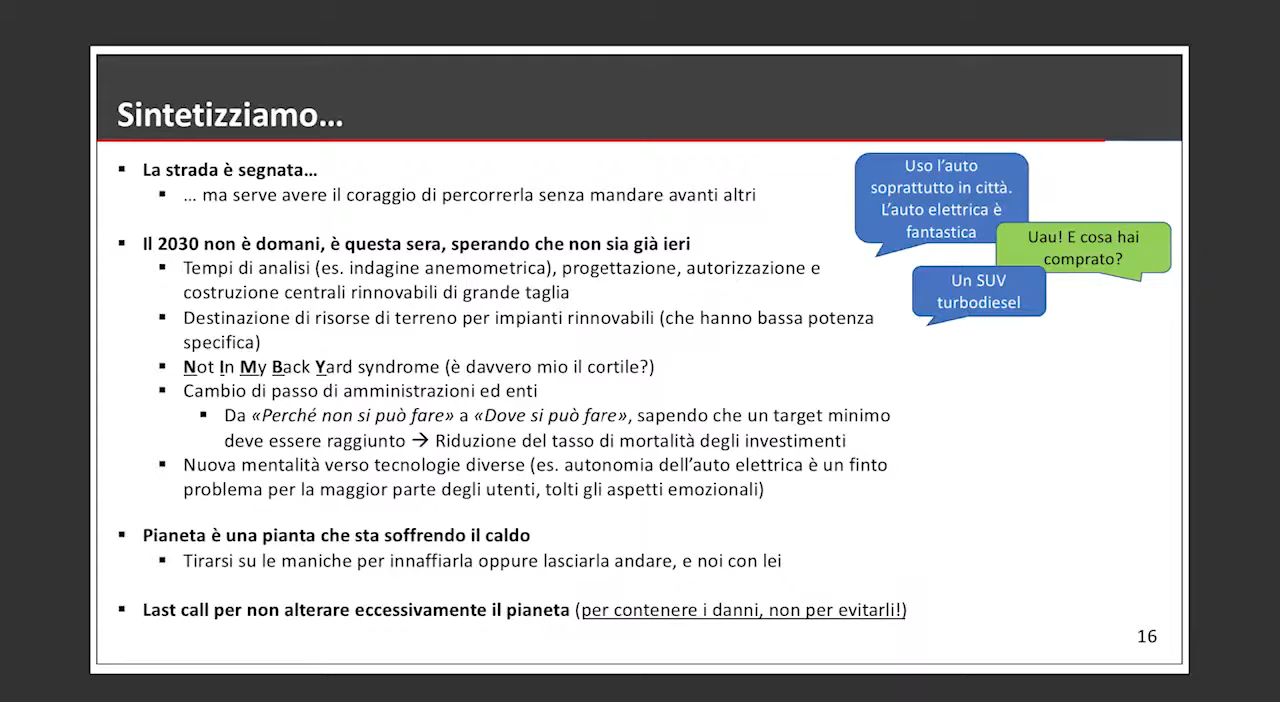 Sintetizziamo…
▪ La strada è segnata…
▪ … ma serve avere il coraggio di percorrerla senza mandare avanti altri
▪ Il 2030 non è domani, è questa sera, sperando che non sia già ieri
▪ Tempi di analisi (es. indagine anemometrica), progettazione, autorizzazione e
costruzione centrali rinnovabili di grande taglia
▪ Destinazione di risorse di terreno per impianti rinnovabili (che hanno bassa potenza
specifica)
▪ Not In My Back Yard syndrome (è davvero mio il cortile?)
▪ Cambio di passo di amministrazioni ed enti
▪ Da «Perché non si può fare» a «Dove si può fare», sapendo che un target minimo
deve essere raggiunto → Riduzione del tasso di mortalità degli investimenti
▪ Nuova mentalità verso tecnologie diverse (es. autonomia dell’auto elettrica è un finto
problema per la maggior parte degli utenti, tolti gli aspetti emozionali)
▪ Pianeta è una pianta che sta soffrendo il caldo
▪ Tirarsi su le maniche per innaffiarla oppure lasciarla andare, e noi con lei
▪ Last call per non alterare eccessivamente il pianeta (per contenere i danni, non per evitarli!)
Uso l’auto
soprattutto in città.
L’auto elettrica è
fantastica
Uau! E cosa hai
comprato?
Un SUV
turbodiesel
16